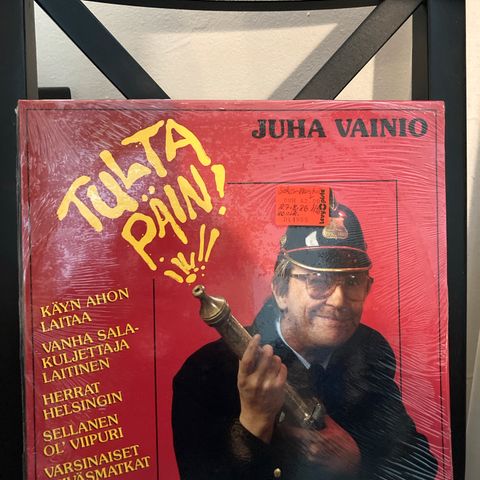 TULTA
PÄIN!
JUHA VAINIO
KÄYN AHON
LAITAA
VANHA SALA-
KULJETTAJA
LAITINEN
HERRAT
HELSINGIN
SELLANEN
OL' VIIPURI
VARSINAISET